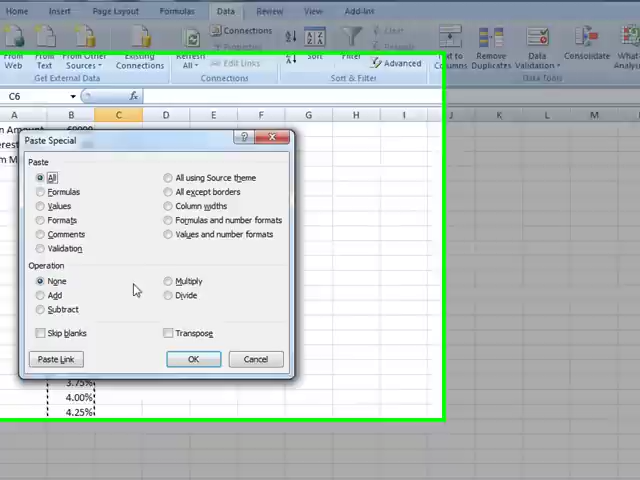 Home Insert Page Layout Formulas Data Review View Add-Ins
From Web From Text From Other Sources Existing Connections Refresh All Connections Properties Edit Links Sort Filter Clear Reapply Advanced Text to Columns Remove Duplicates Data Validation Consolidate What-If Analysis
Get External Data Connections Sort & Filter Data Tools
C6 fx
A B C D E F G H I J K L M
n Amount 60000
Paste Special
Paste
All All using Source theme
Formulas All except borders
Values Column widths
Formats Formulas and number formats
Comments Values and number formats
Validation
Operation
None Multiply
Add Divide
Subtract
Skip blanks Transpose
Paste Link OK Cancel
3.75%
4.00%
4.25%